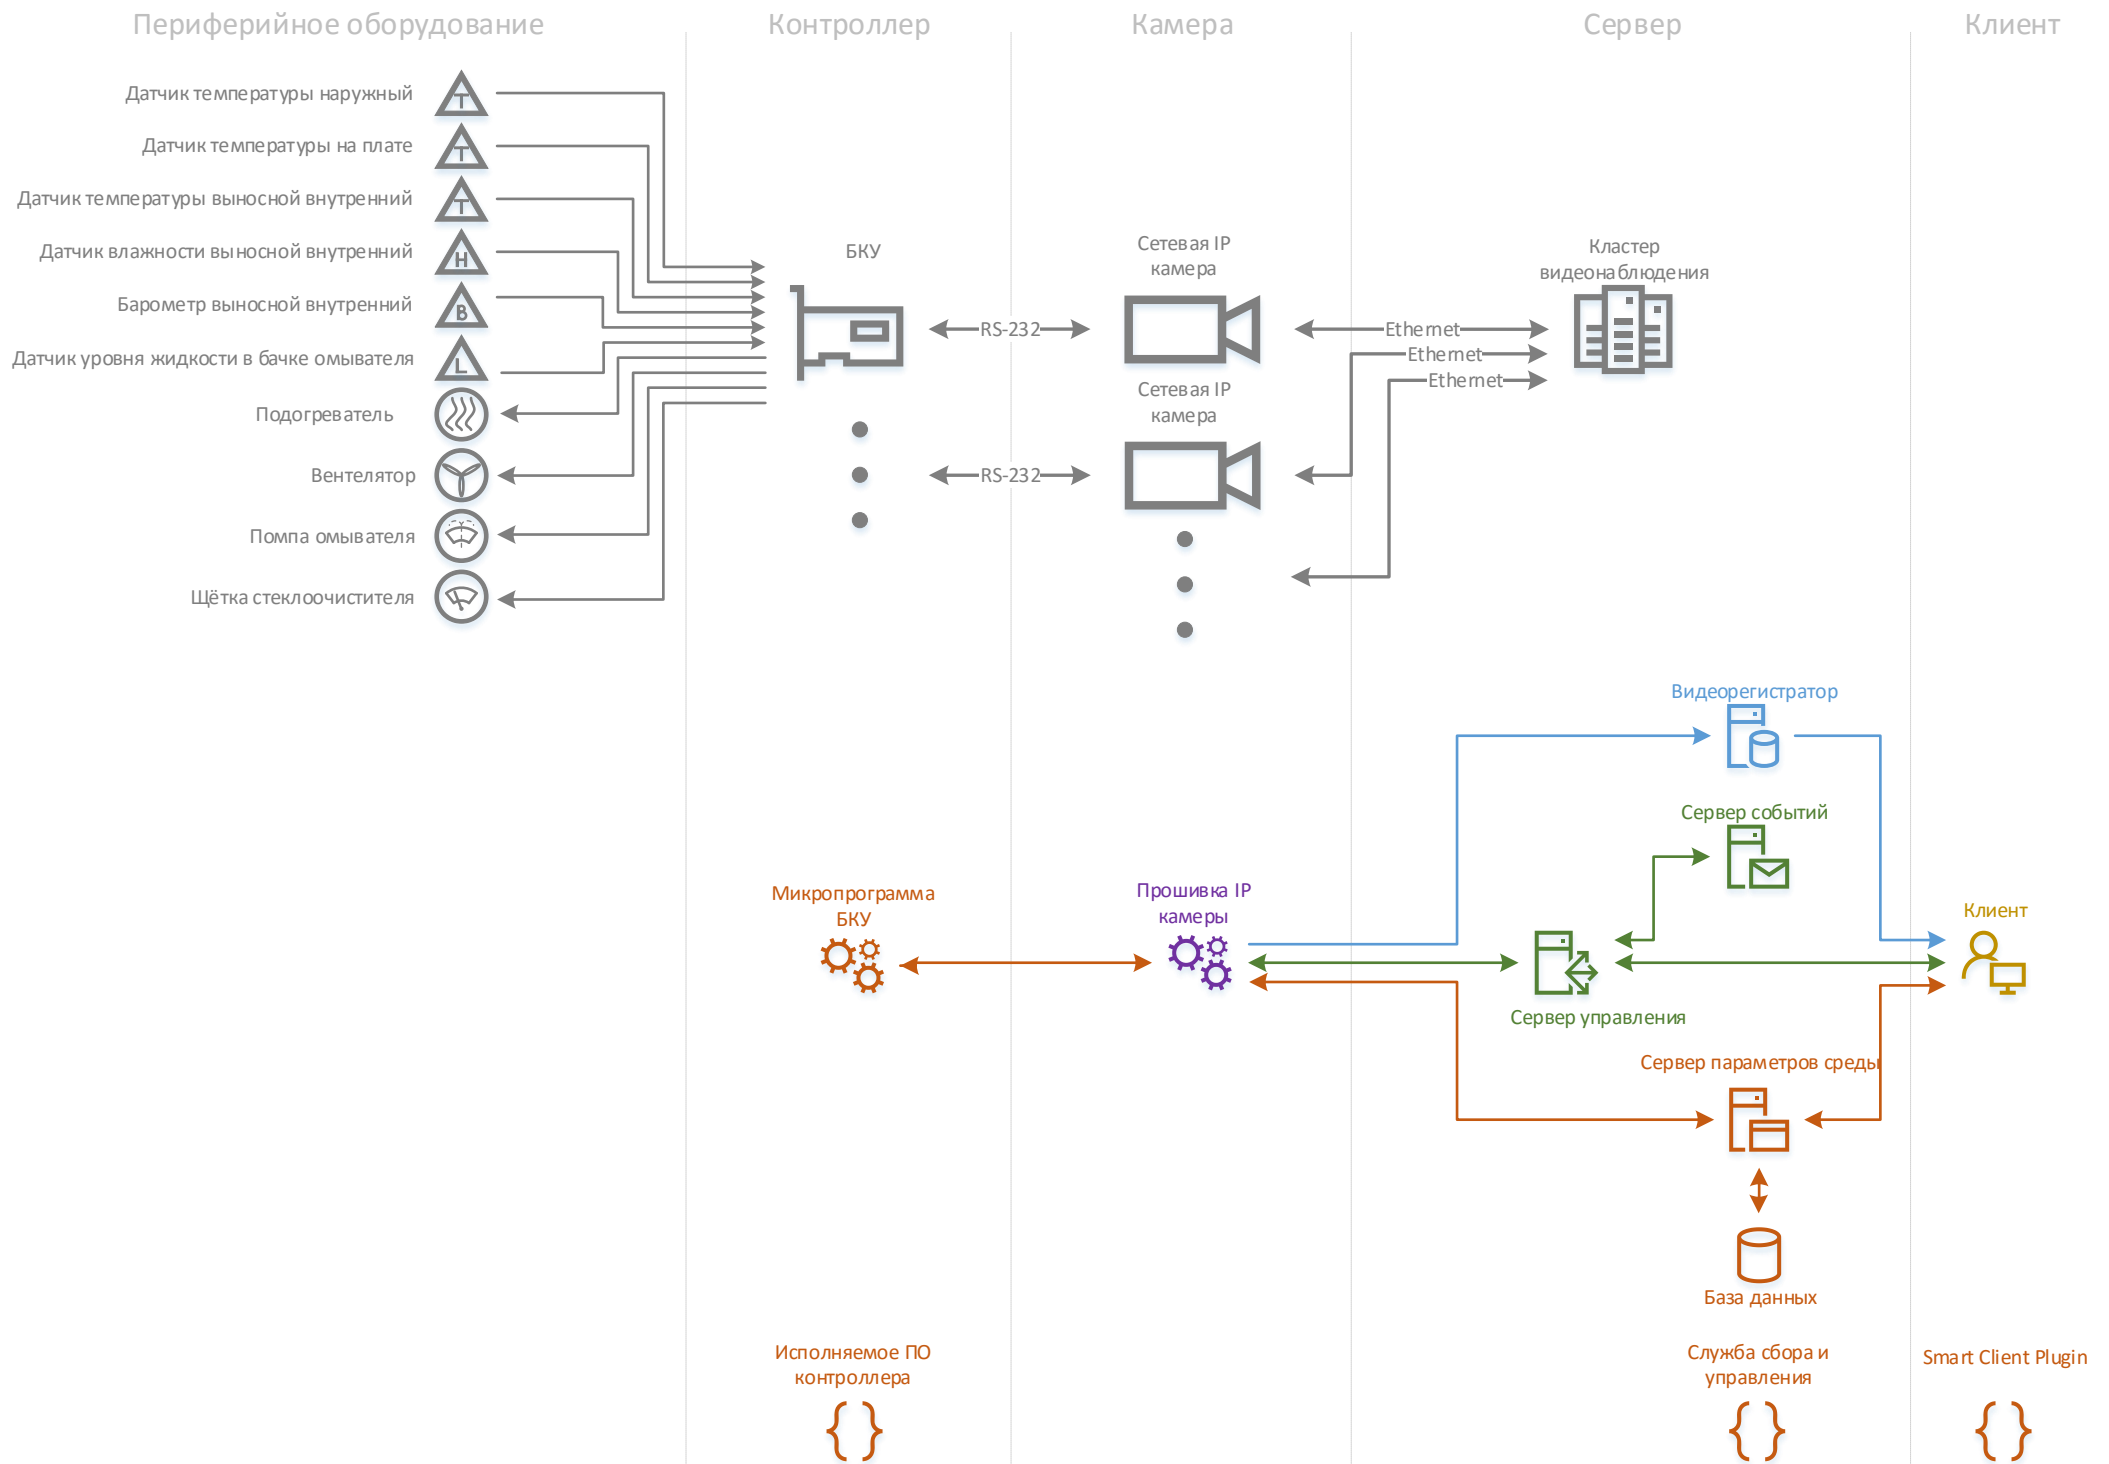 Периферийное оборудование
Контроллер
Камера
Сервер
Клиент
Датчик температуры наружный
T
Датчик температуры на плате
T
Датчик температуры выносной внутренний
T
Датчик влажности выносной внутренний
H
Барометр выносной внутренний
B
Датчик уровня жидкости в бачке омывателя
L
Подогреватель
Вентелятор
Помпа омывателя
Щётка стеклоочистителя
БКУ
RS-232
RS-232
Сетевая IP
камера
Сетевая IP
камера
Ethernet
Ethernet
Ethernet
Кластер
видеонаблюдения
Видеорегистратор
Сервер событий
Микропрограмма
БКУ
Прошивка IP
камеры
Сервер управления
Клиент
Сервер параметров среды
База данных
Исполняемое ПО
контроллера
{ }
Служба сбора и
управления
{ }
Smart Client Plugin
{ }